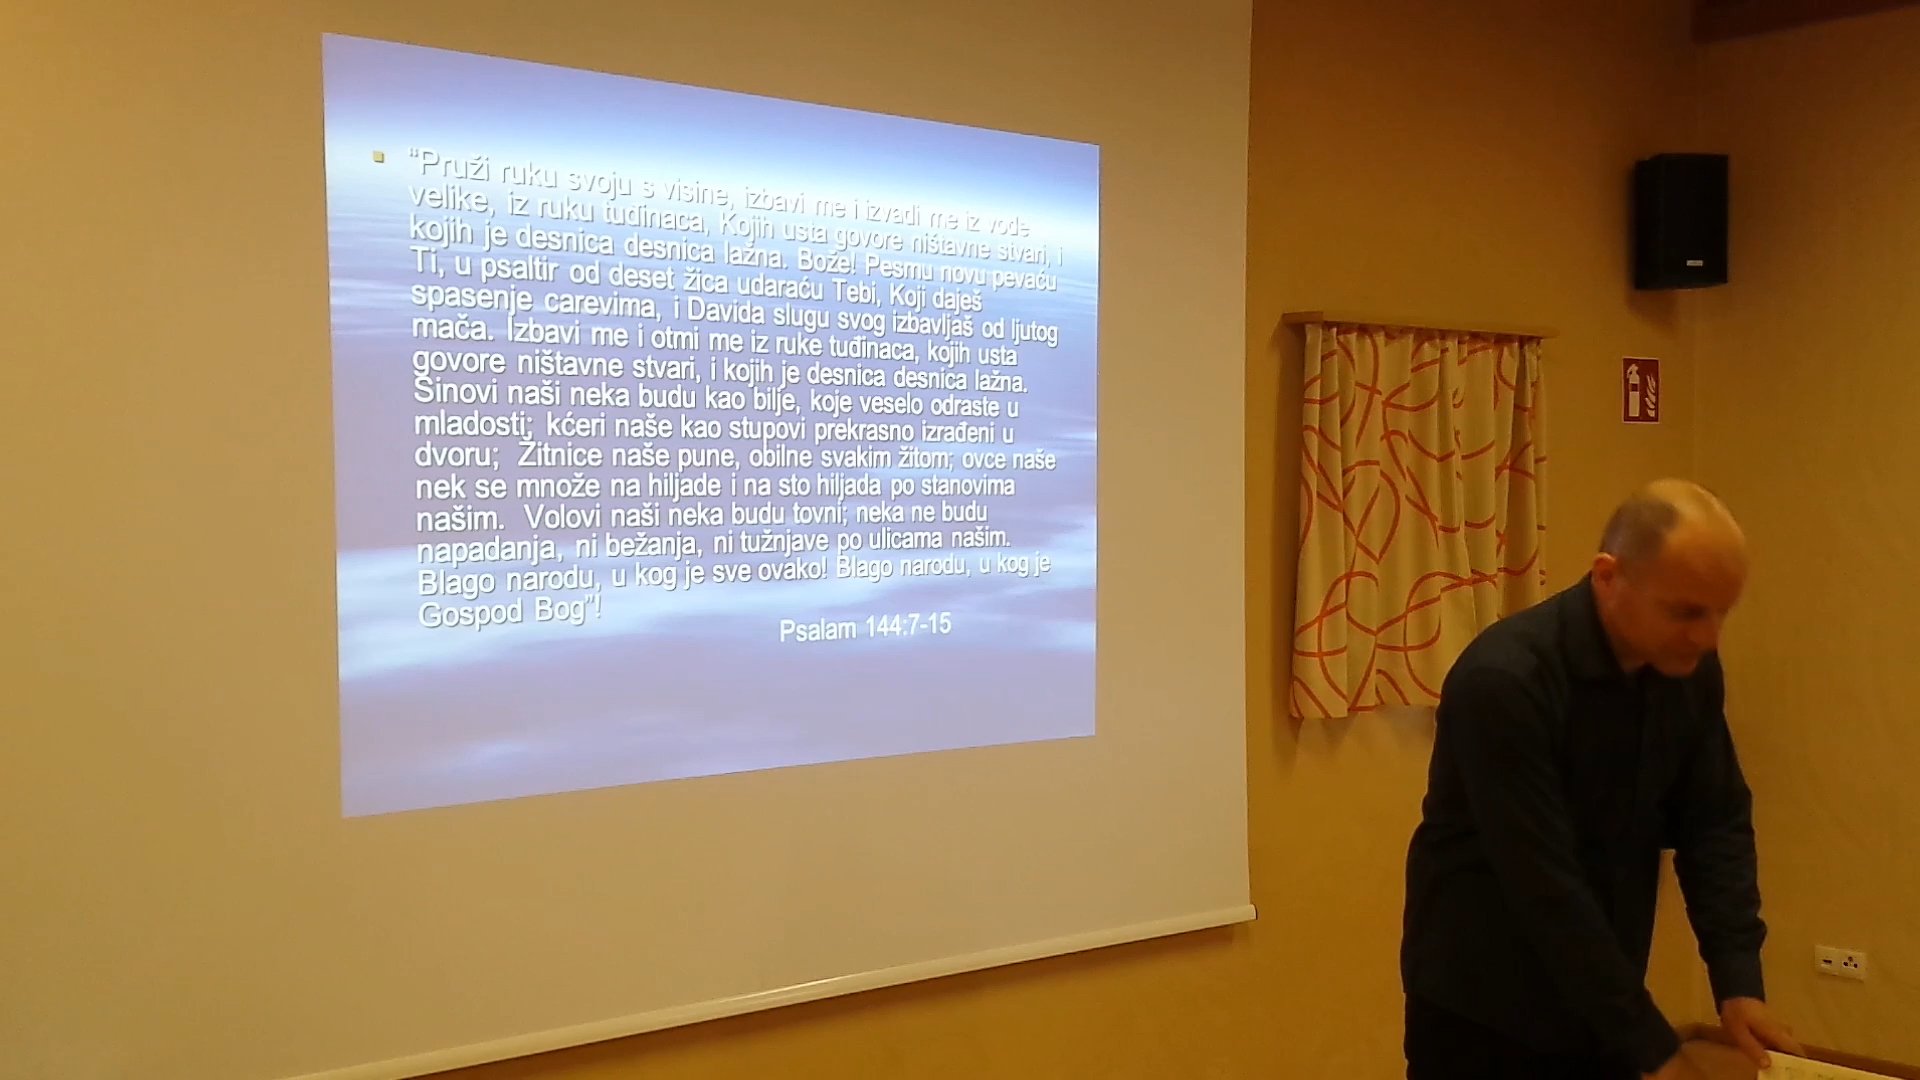 “Pruži ruku svoju s visine, izbavi me i izvadi me iz vode
velike, iz ruku tuđinaca, Kojih usta govore ništavne stvari, i
kojih je desnica desnica lažna. Bože! Pesmu novu pevaću
Ti, u psaltir od deset žica udaraću Tebi, Koji daješ
spasenje carevima, i Davida slugu svog izbavljaš od ljutog
mača. Izbavi me i otmi me iz ruke tuđinaca, kojih usta
govore ništavne stvari, i kojih je desnica desnica lažna.
Sinovi naši neka budu kao bilje, koje veselo odraste u
mladosti; kćeri naše kao stupovi prekrasno izrađeni u
dvoru; Žitnice naše pune, obilne svakim žitom; ovce naše
nek se množe na hiljade i na sto hiljada po stanovima
našim. Volovi naši neka budu tovni; neka ne budu
napadanja, ni bežanja, ni tužnjave po ulicama našim.
Blago narodu, u kog je sve ovako! Blago narodu, u kog je
Gospod Bog”!
Psalam 144:7-15